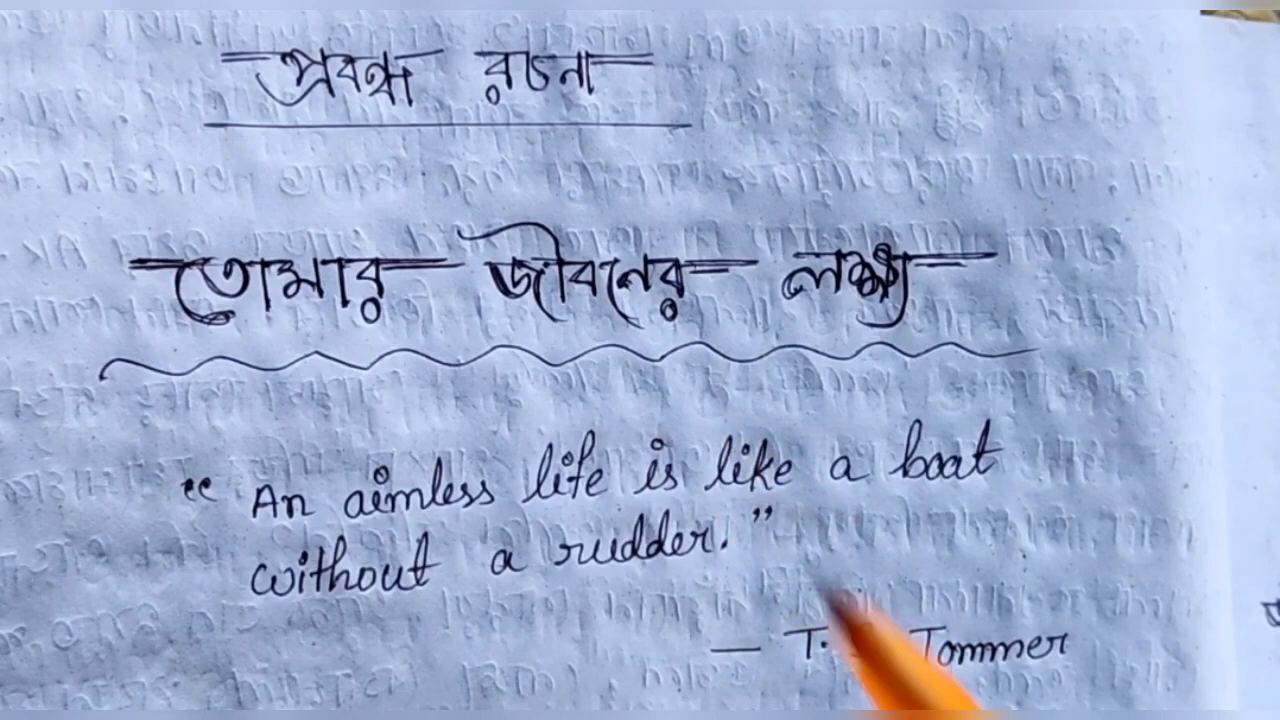 প্রবন্ধ রচনা
তোমার জীবনের লক্ষ্য
“ An aimless life is like a boat
without a rudder. ”
— T. Tommer